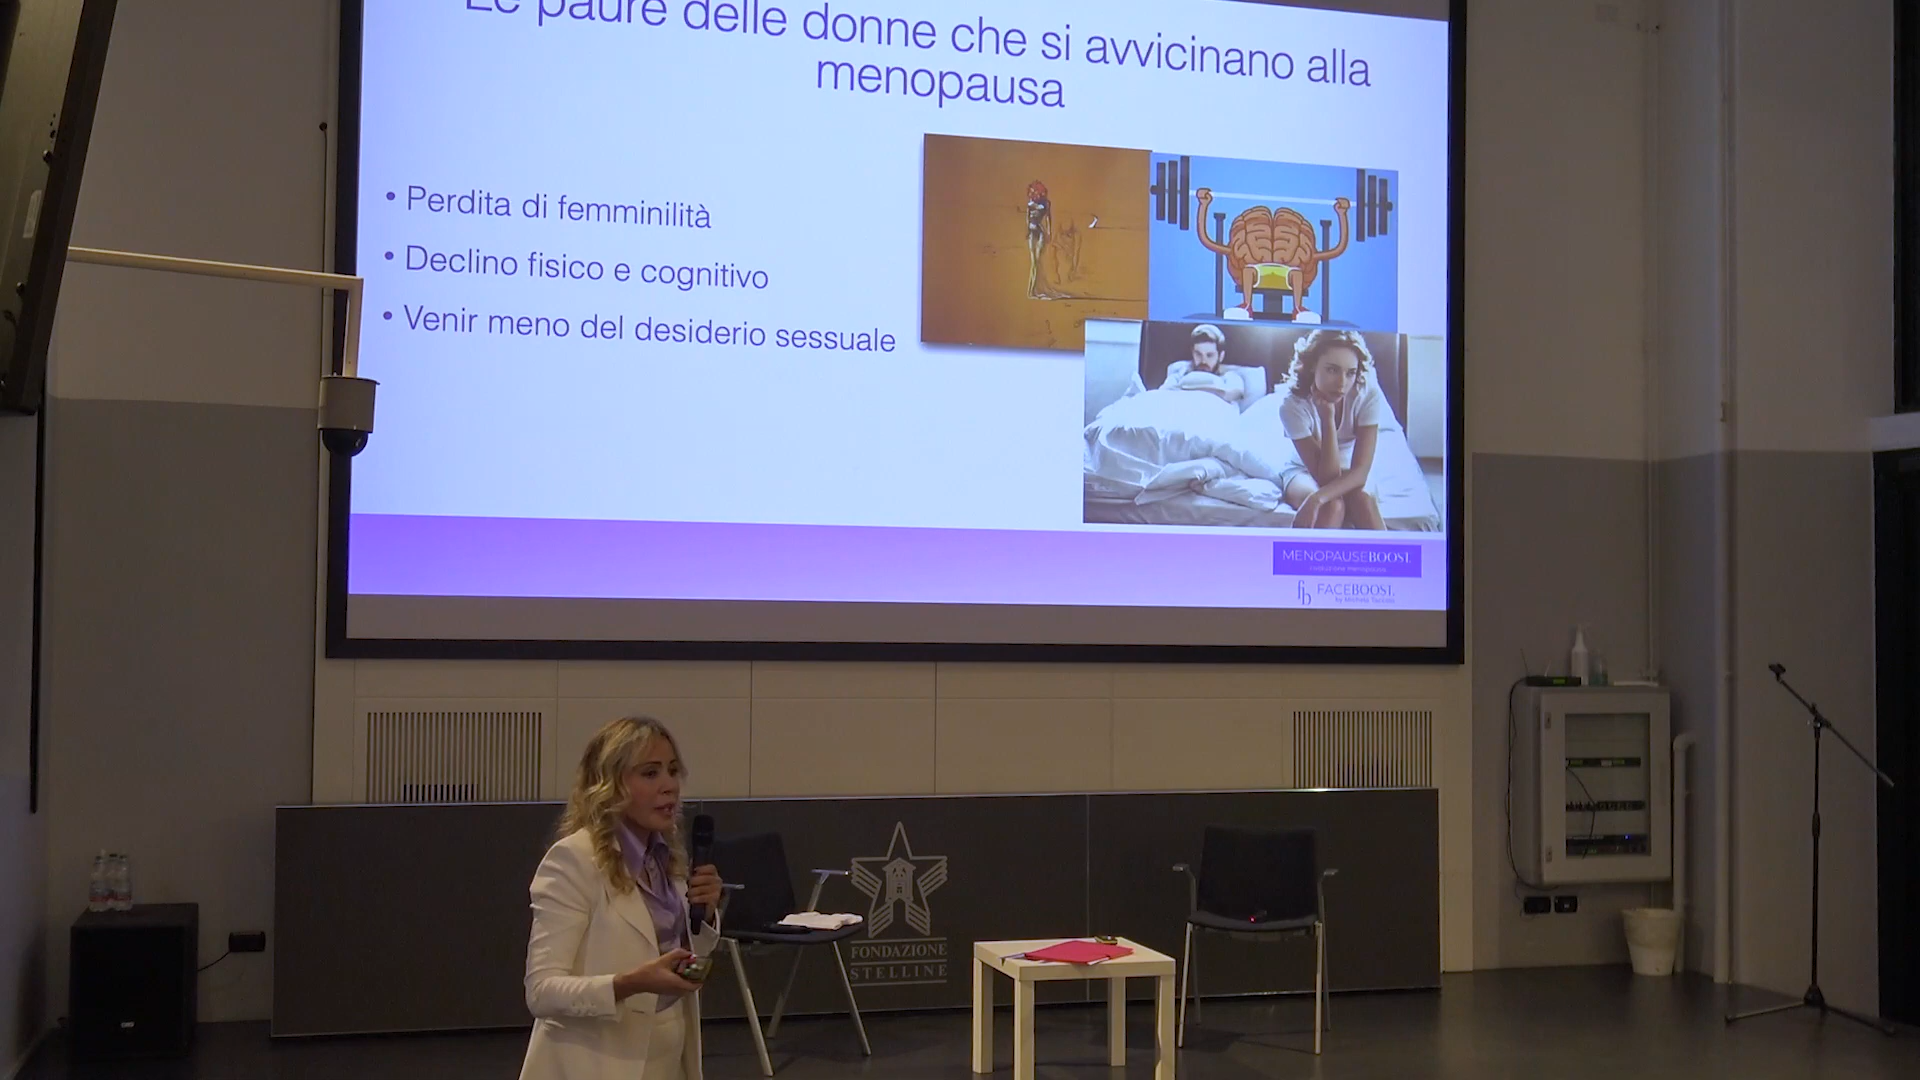 Le paure delle donne che si avvicinano alla
menopausa
• Perdita di femminilità
• Declino fisico e cognitivo
• Venir meno del desiderio sessuale
MENOPAUSEBOOST.
fb FACEBOOST.
FONDAZIONE
STELLINE